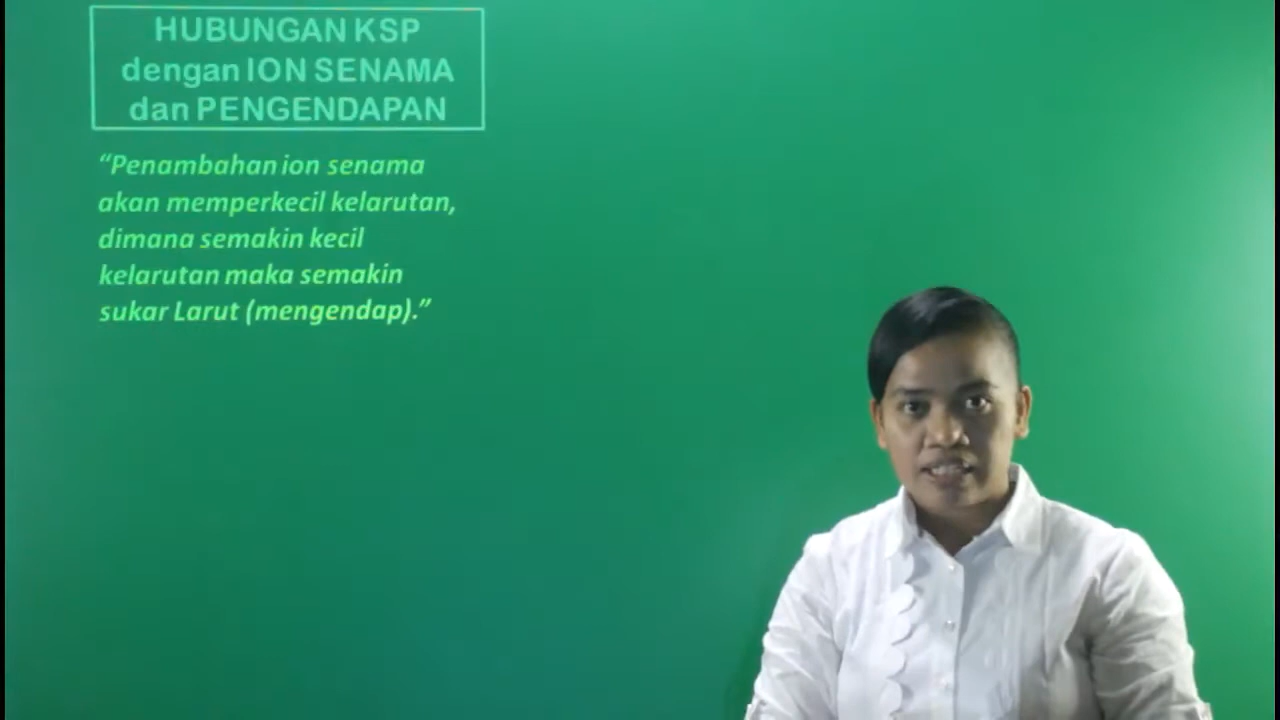 HUBUNGAN KSP
dengan ION SENAMA
dan PENGENDAPAN
“Penambahan ion senama
akan memperkecil kelarutan,
dimana semakin kecil
kelarutan maka semakin
sukar Larut (mengendap).”